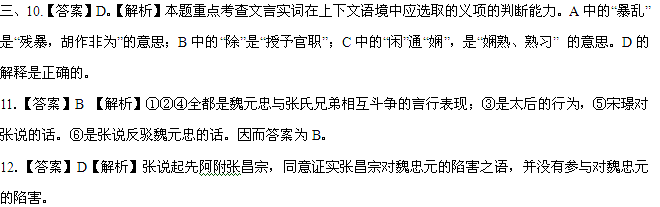 三、10.【答案】D。【解析】本题重点考查文言实词在上下文语境中应选取的义项的判断能力。A 中的“暴乱”
是“残暴，胡作非为”的意思；B 中的“除”是“授予官职”；C 中的“闲”通“娴”，是“娴熟、熟习” 的意思。D 的
解释是正确的。
11.【答案】B 【解析】①②④全都是魏元忠与张氏兄弟相互斗争的言行表现；③是太后的行为，⑤宋璟对
张说的话。⑥是张说反驳魏元忠的话。因而答案为 B。
12.【答案】D【解析】张说起先阿附张昌宗，同意证实张昌宗对魏忠元的陷害之语，并没有参与对魏忠元
的陷害。